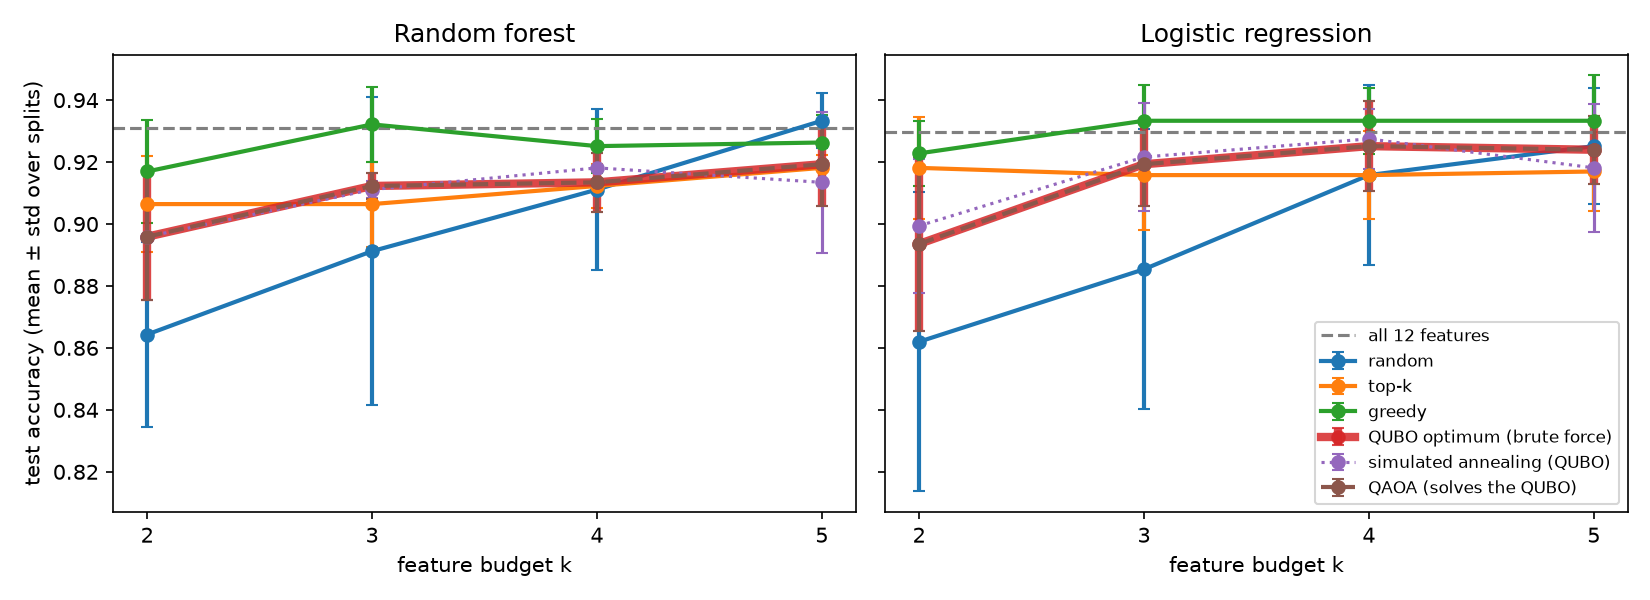 Random forest
Logistic regression
test accuracy (mean ± std over splits)
0.94
0.92
0.90
0.88
0.86
0.84
0.82
2
3
4
5
2
3
4
5
feature budget k
feature budget k
all 12 features
random
top-k
greedy
QUBO optimum (brute force)
simulated annealing (QUBO)
QAOA (solves the QUBO)